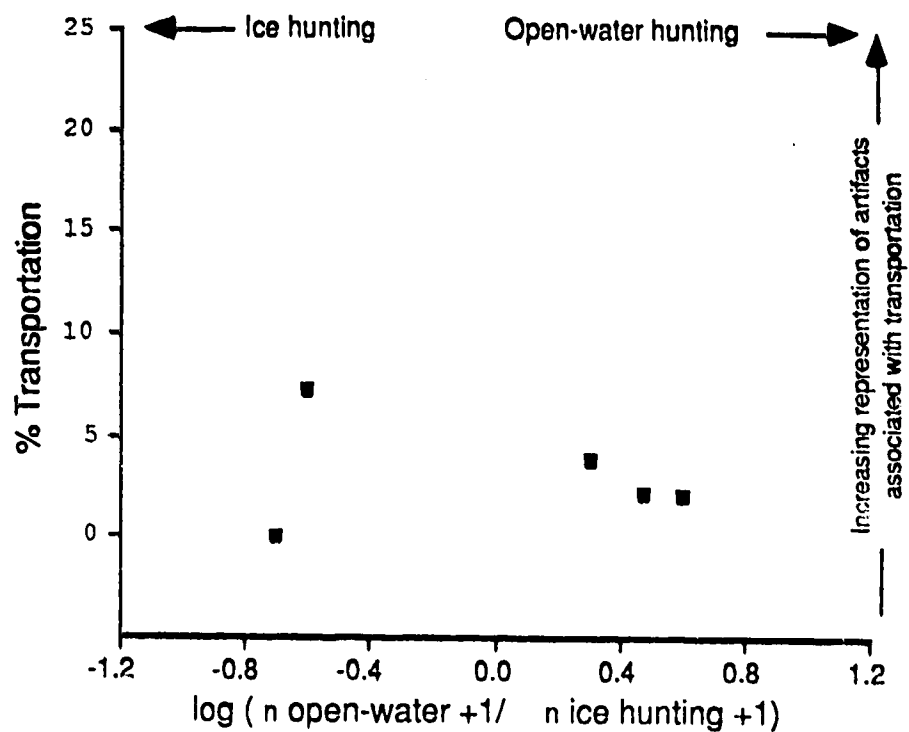 Ice hunting
Open-water hunting
Increasing representation of artifacts
associated with transportation
% Transportation
25
20
15
10
5
0
-1.2
-0.8
-0.4
0.0
0.4
0.8
1.2
log ( n open-water +1/ n ice hunting +1)